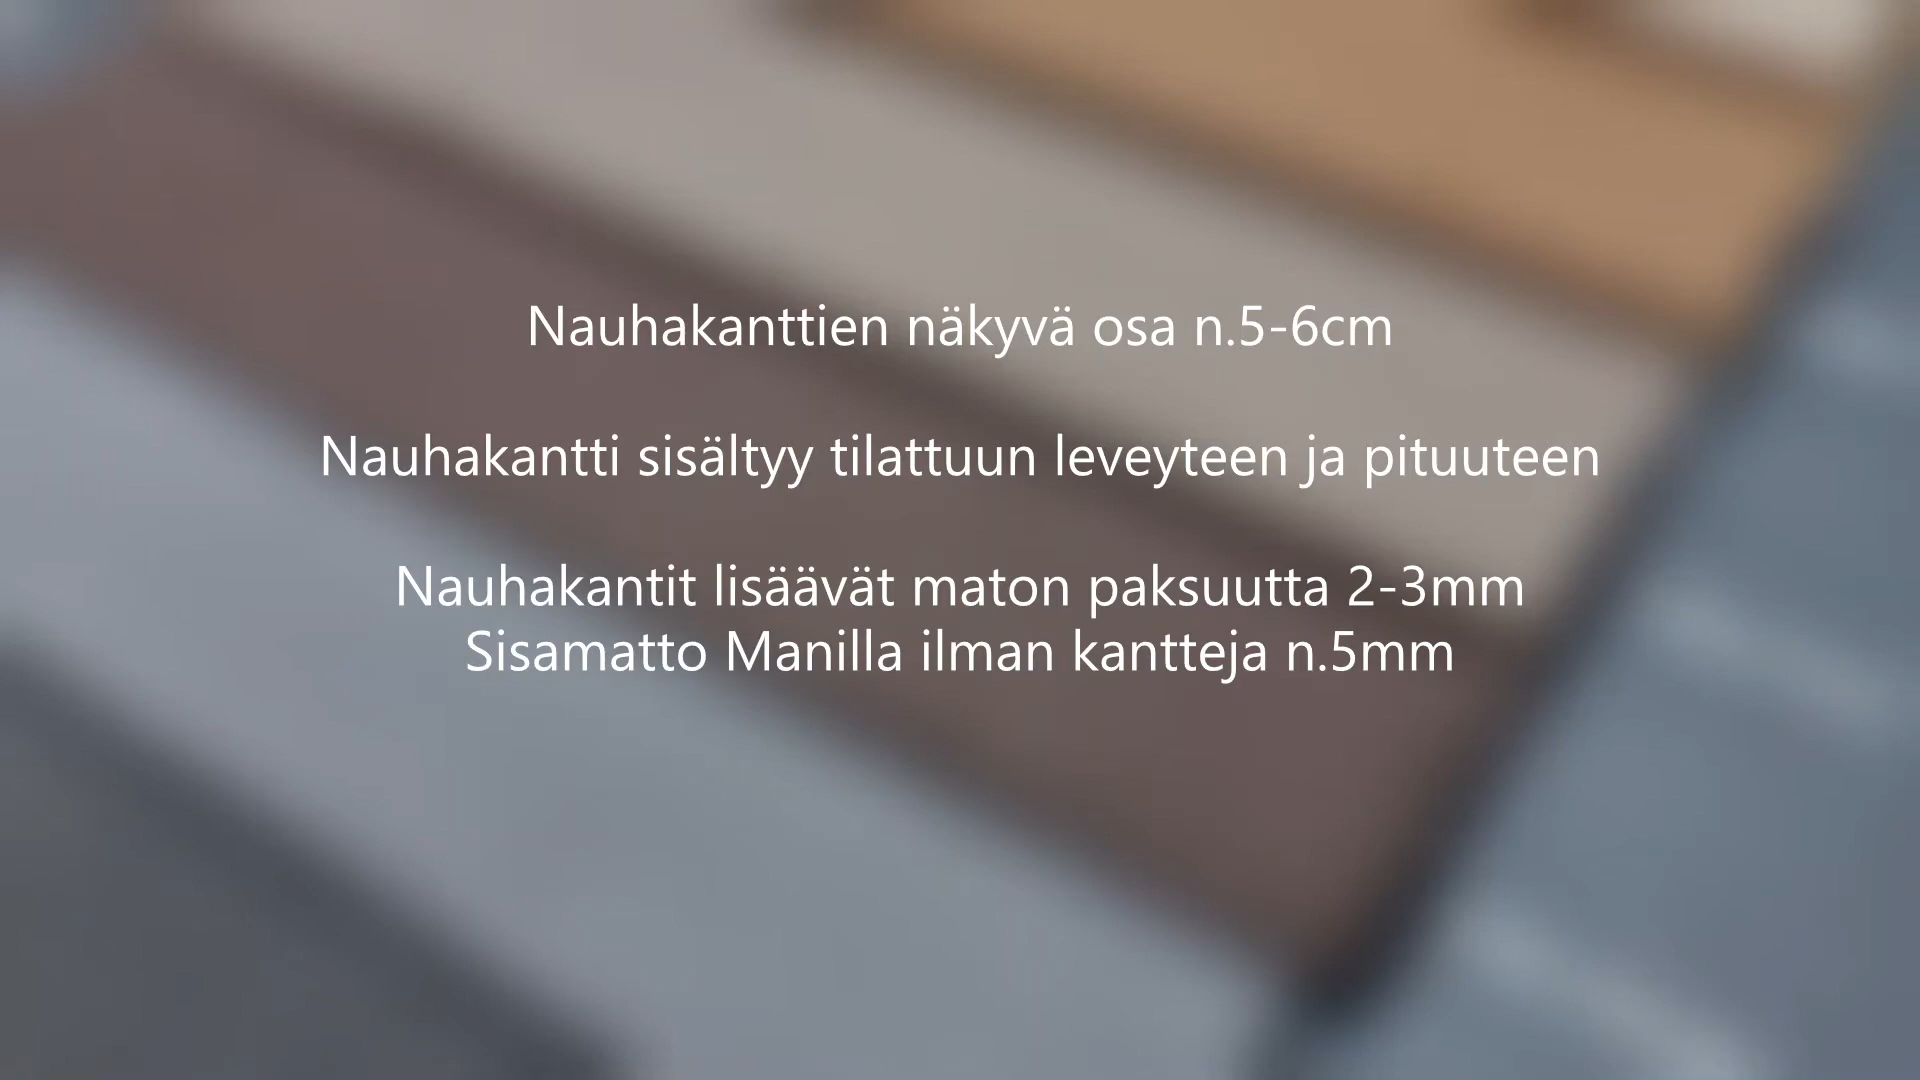 Nauhakanttien näkyvä osa n.5-6cm
Nauhakantti sisältyy tilattuun leveyteen ja pituuteen
Nauhakantit lisäävät maton paksuutta 2-3mm
Sisamatto Manilla ilman kantteja n.5mm